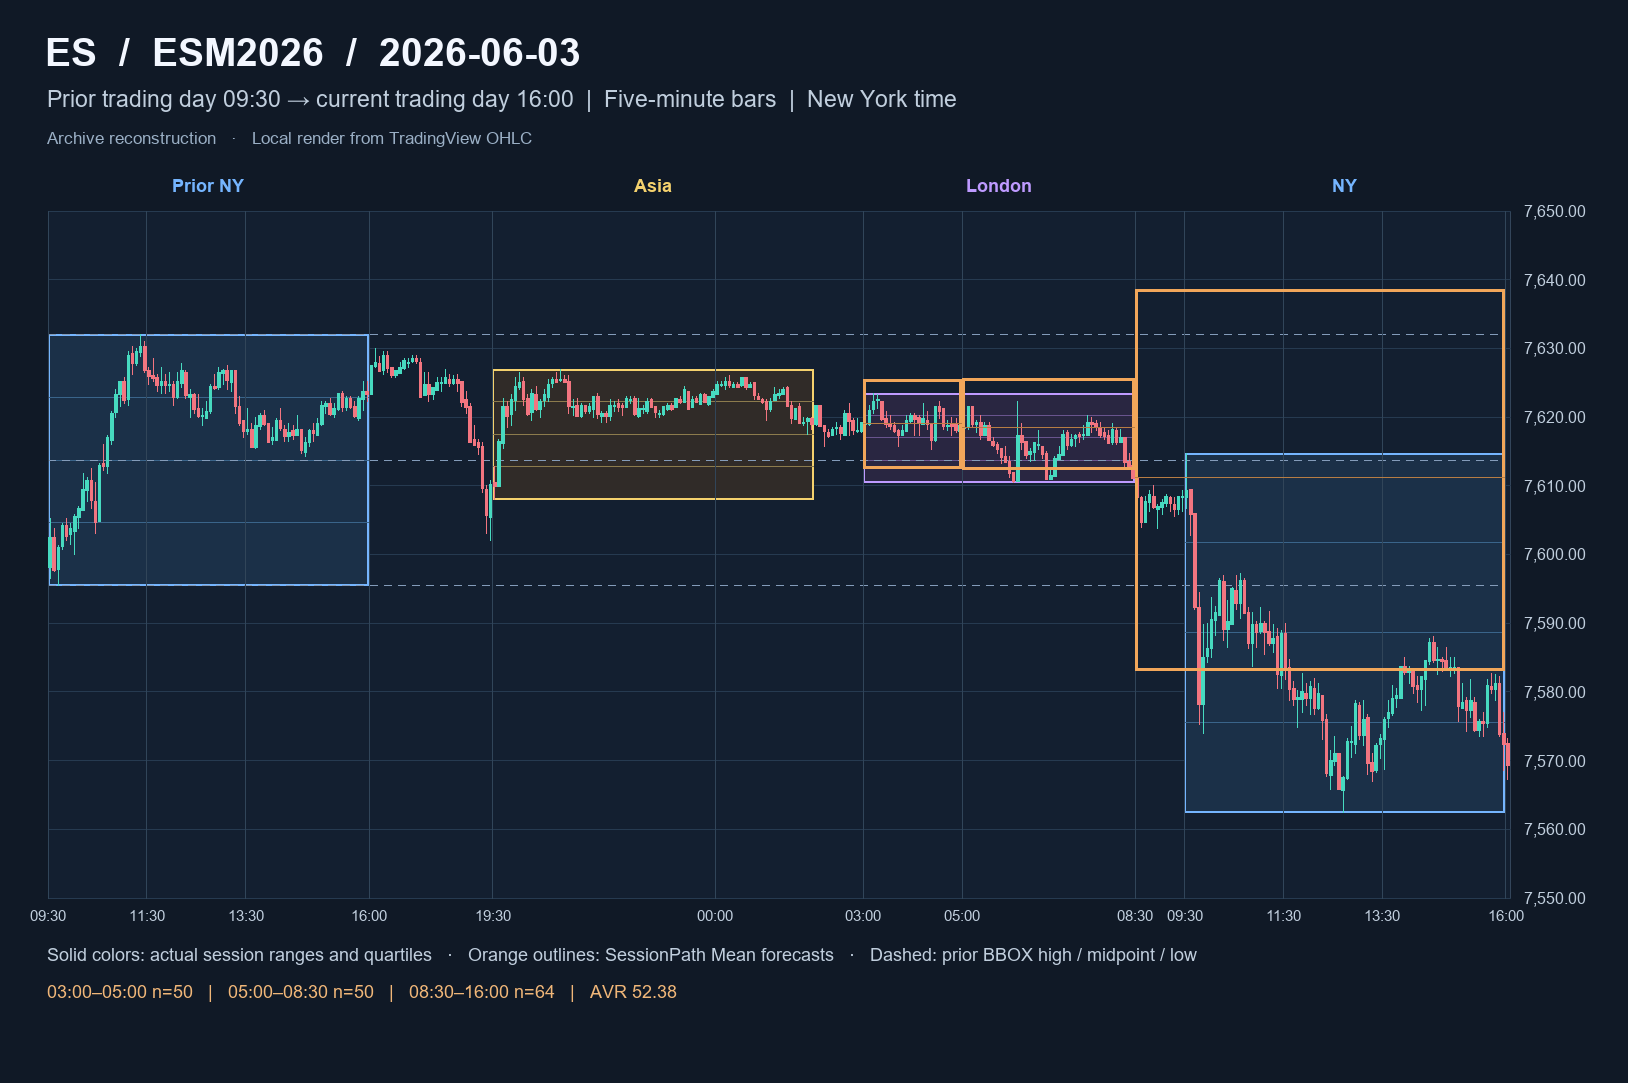 ES / ESM2026 / 2026-06-03
Prior trading day 09:30 → current trading day 16:00 | Five-minute bars | New York time
Archive reconstruction · Local render from TradingView OHLC
Prior NY Asia London NY
7,650.00
7,640.00
7,630.00
7,620.00
7,610.00
7,600.00
7,590.00
7,580.00
7,570.00
7,560.00
7,550.00
09:30 11:30 13:30 16:00 19:30 00:00 03:00 05:00 08:30 09:30 11:30 13:30 16:00
Solid colors: actual session ranges and quartiles · Orange outlines: SessionPath Mean forecasts · Dashed: prior BBOX high / midpoint / low
03:00–05:00 n=50 | 05:00–08:30 n=50 | 08:30–16:00 n=64 | AVR 52.38